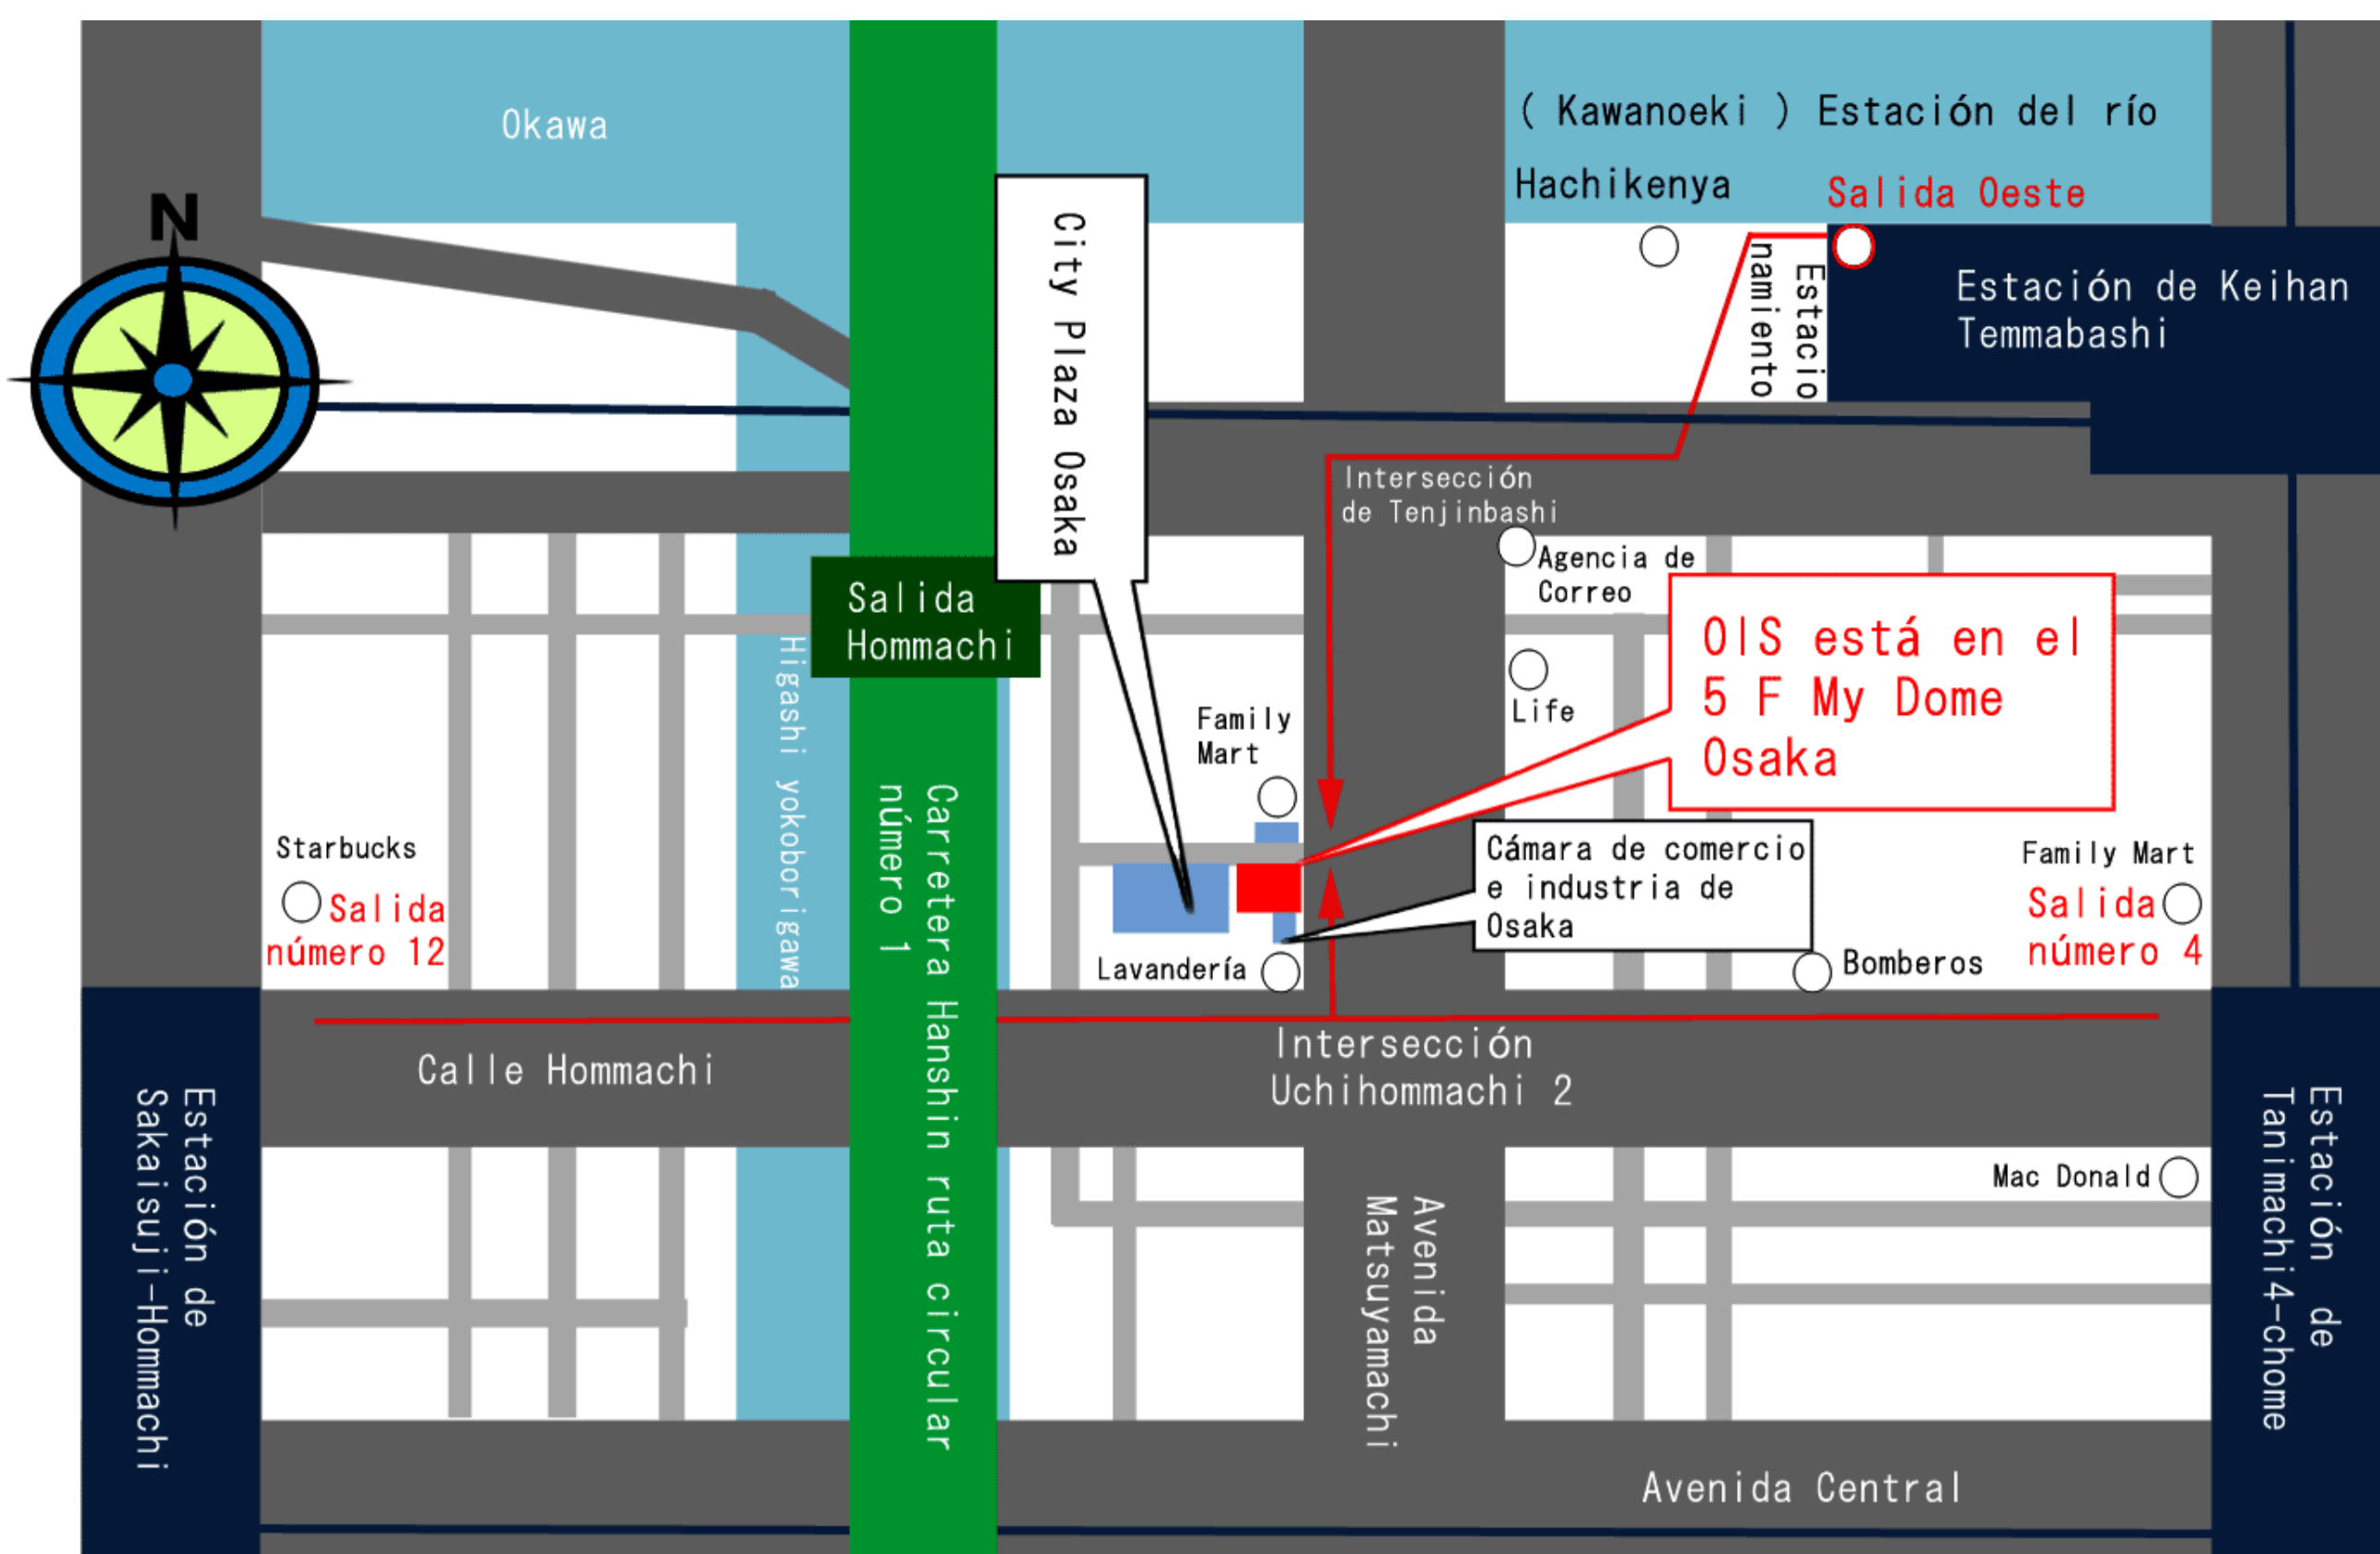 Okawa
( Kawanoeki ) Estación del río
Hachikenya
Salida Oeste
N
City Plaza Osaka
Estacio
namiento
Estación de Keihan
Temmabashi
Intersección
de Tenjinbashi
Agencia de
Correo
Salida
Hommachi
OIS está en el
5 F My Dome
Osaka
Higashi yokoborigawa
Life
Family
Mart
Carretera Hanshin ruta circular
número 1
Starbucks
Salida
número 12
Cámara de comercio
e industria de
Osaka
Family Mart
Salida
número 4
Lavandería
Bomberos
Calle Hommachi
Intersección
Uchihommachi 2
Estación de
Sakaisuji-Hommachi
Avenida
Matsuyamachi
Mac Donald
Estación de
Tanimachi4-chome
Avenida Central